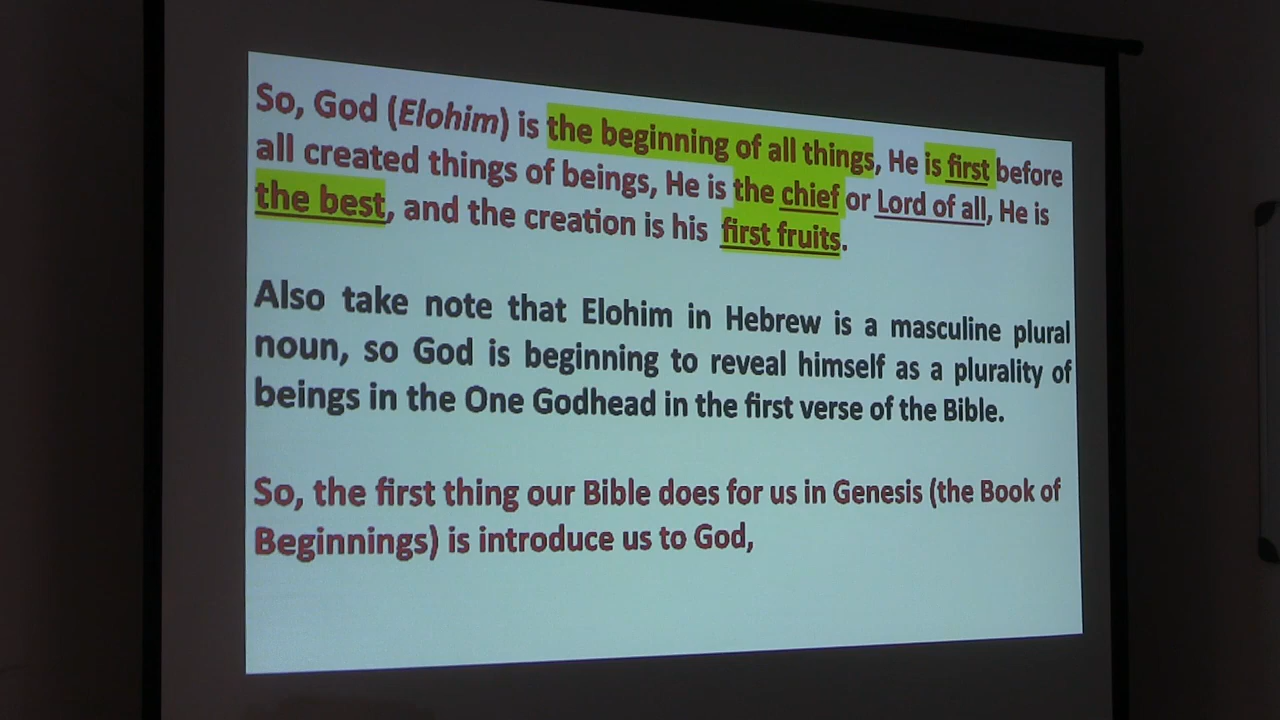 So, God (Elohim) is the beginning of all things, He is first before
all created things of beings, He is the chief or Lord of all, He is
the best, and the creation is his first fruits.
Also take note that Elohim in Hebrew is a masculine plural
noun, so God is beginning to reveal himself as a plurality of
beings in the One Godhead in the first verse of the Bible.
So, the first thing our Bible does for us in Genesis (the Book of
Beginnings) is introduce us to God,